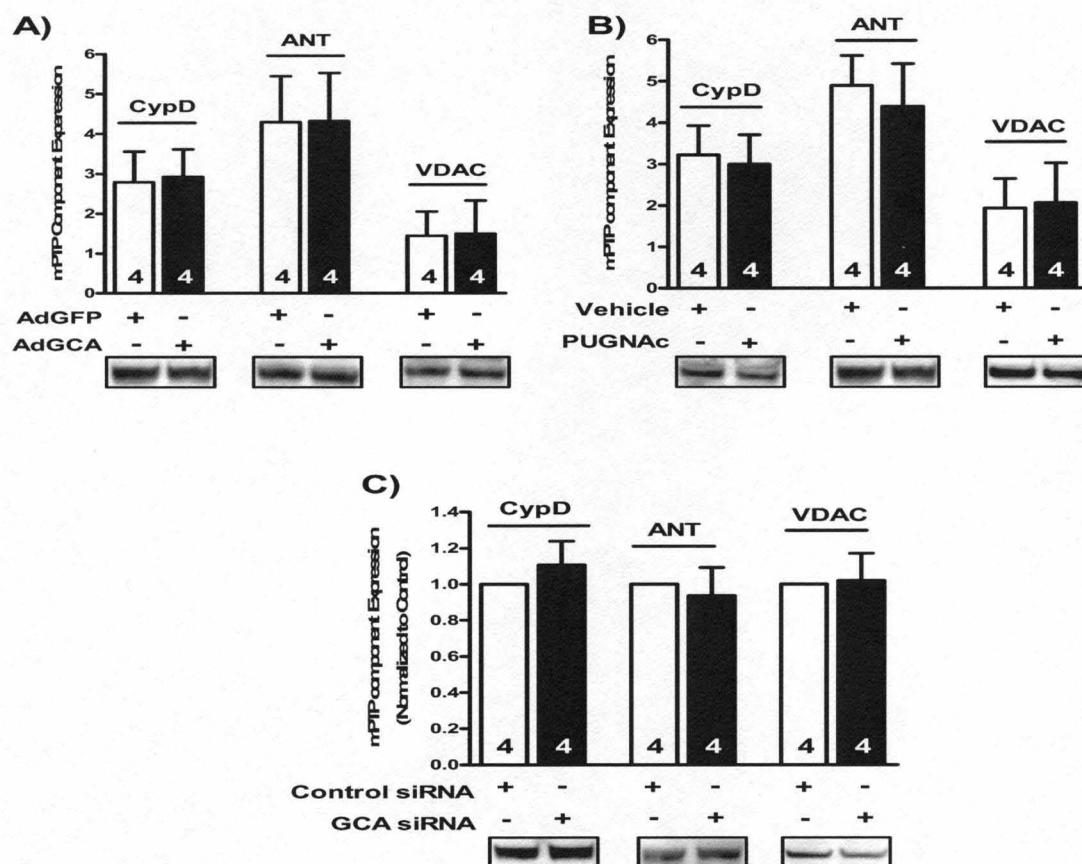 A)
mPTP Component Experession
6
5
4
3
2
1
0
CypD
ANT
VDAC
4 4 4 4 4 4
AdGFP + - + - + -
AdGCA - + - + - +
B)
mPTP component Expression
6
5
4
3
2
1
0
CypD
ANT
VDAC
4 4 4 4 4 4
Vehicle + - + - + -
PUGNAc - + - + - +
C)
mPTP component Expression
(Normalized to Control)
1.4
1.2
1.0
0.8
0.6
0.4
0.2
0.0
CypD
ANT
VDAC
4 4 4 4 4 4
Control siRNA + - + - + -
GCA siRNA - + - + - +